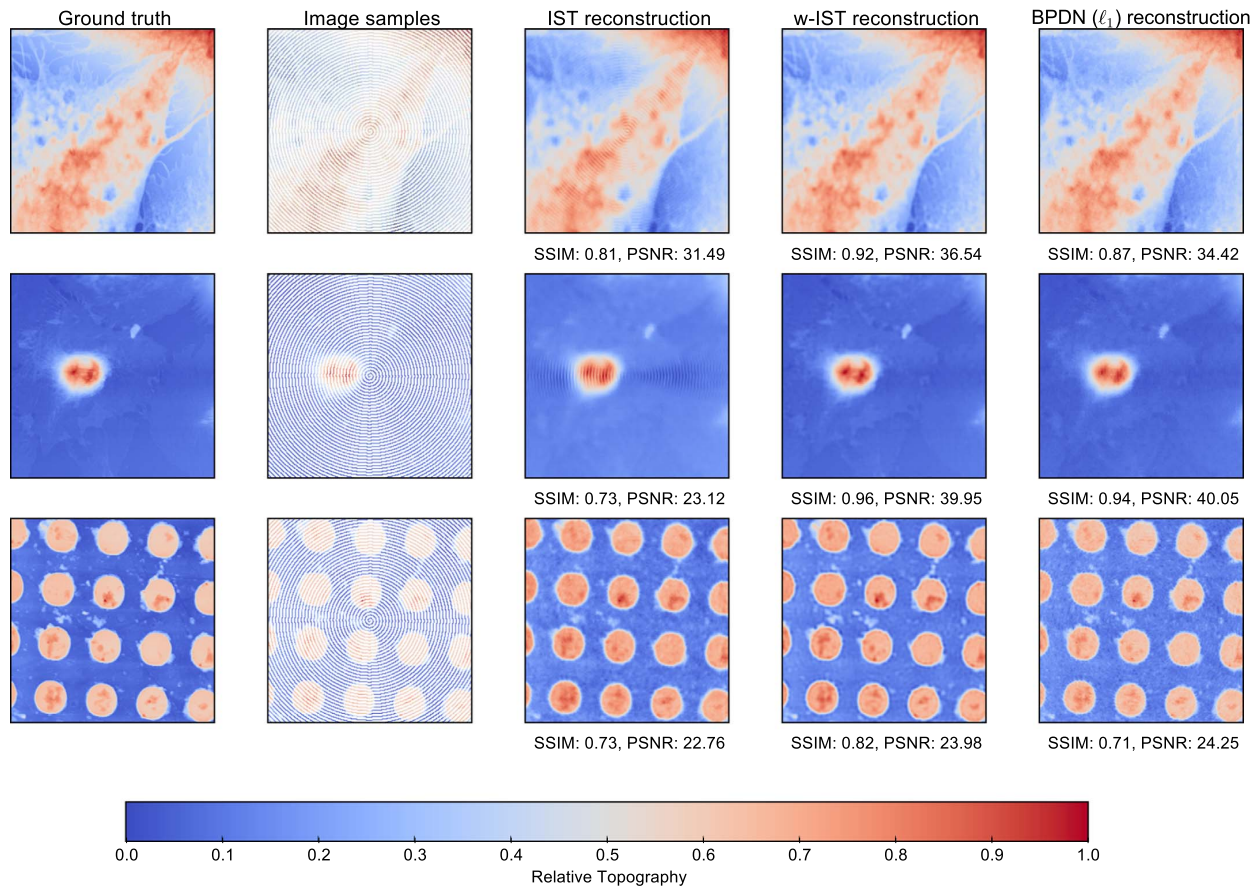 Ground truth
Image samples
IST reconstruction
w-IST reconstruction
BPDN (ℓ₁) reconstruction
SSIM: 0.81, PSNR: 31.49
SSIM: 0.92, PSNR: 36.54
SSIM: 0.87, PSNR: 34.42
SSIM: 0.73, PSNR: 23.12
SSIM: 0.96, PSNR: 39.95
SSIM: 0.94, PSNR: 40.05
SSIM: 0.73, PSNR: 22.76
SSIM: 0.82, PSNR: 23.98
SSIM: 0.71, PSNR: 24.25
0.0 0.1 0.2 0.3 0.4 0.5 0.6 0.7 0.8 0.9 1.0
Relative Topography